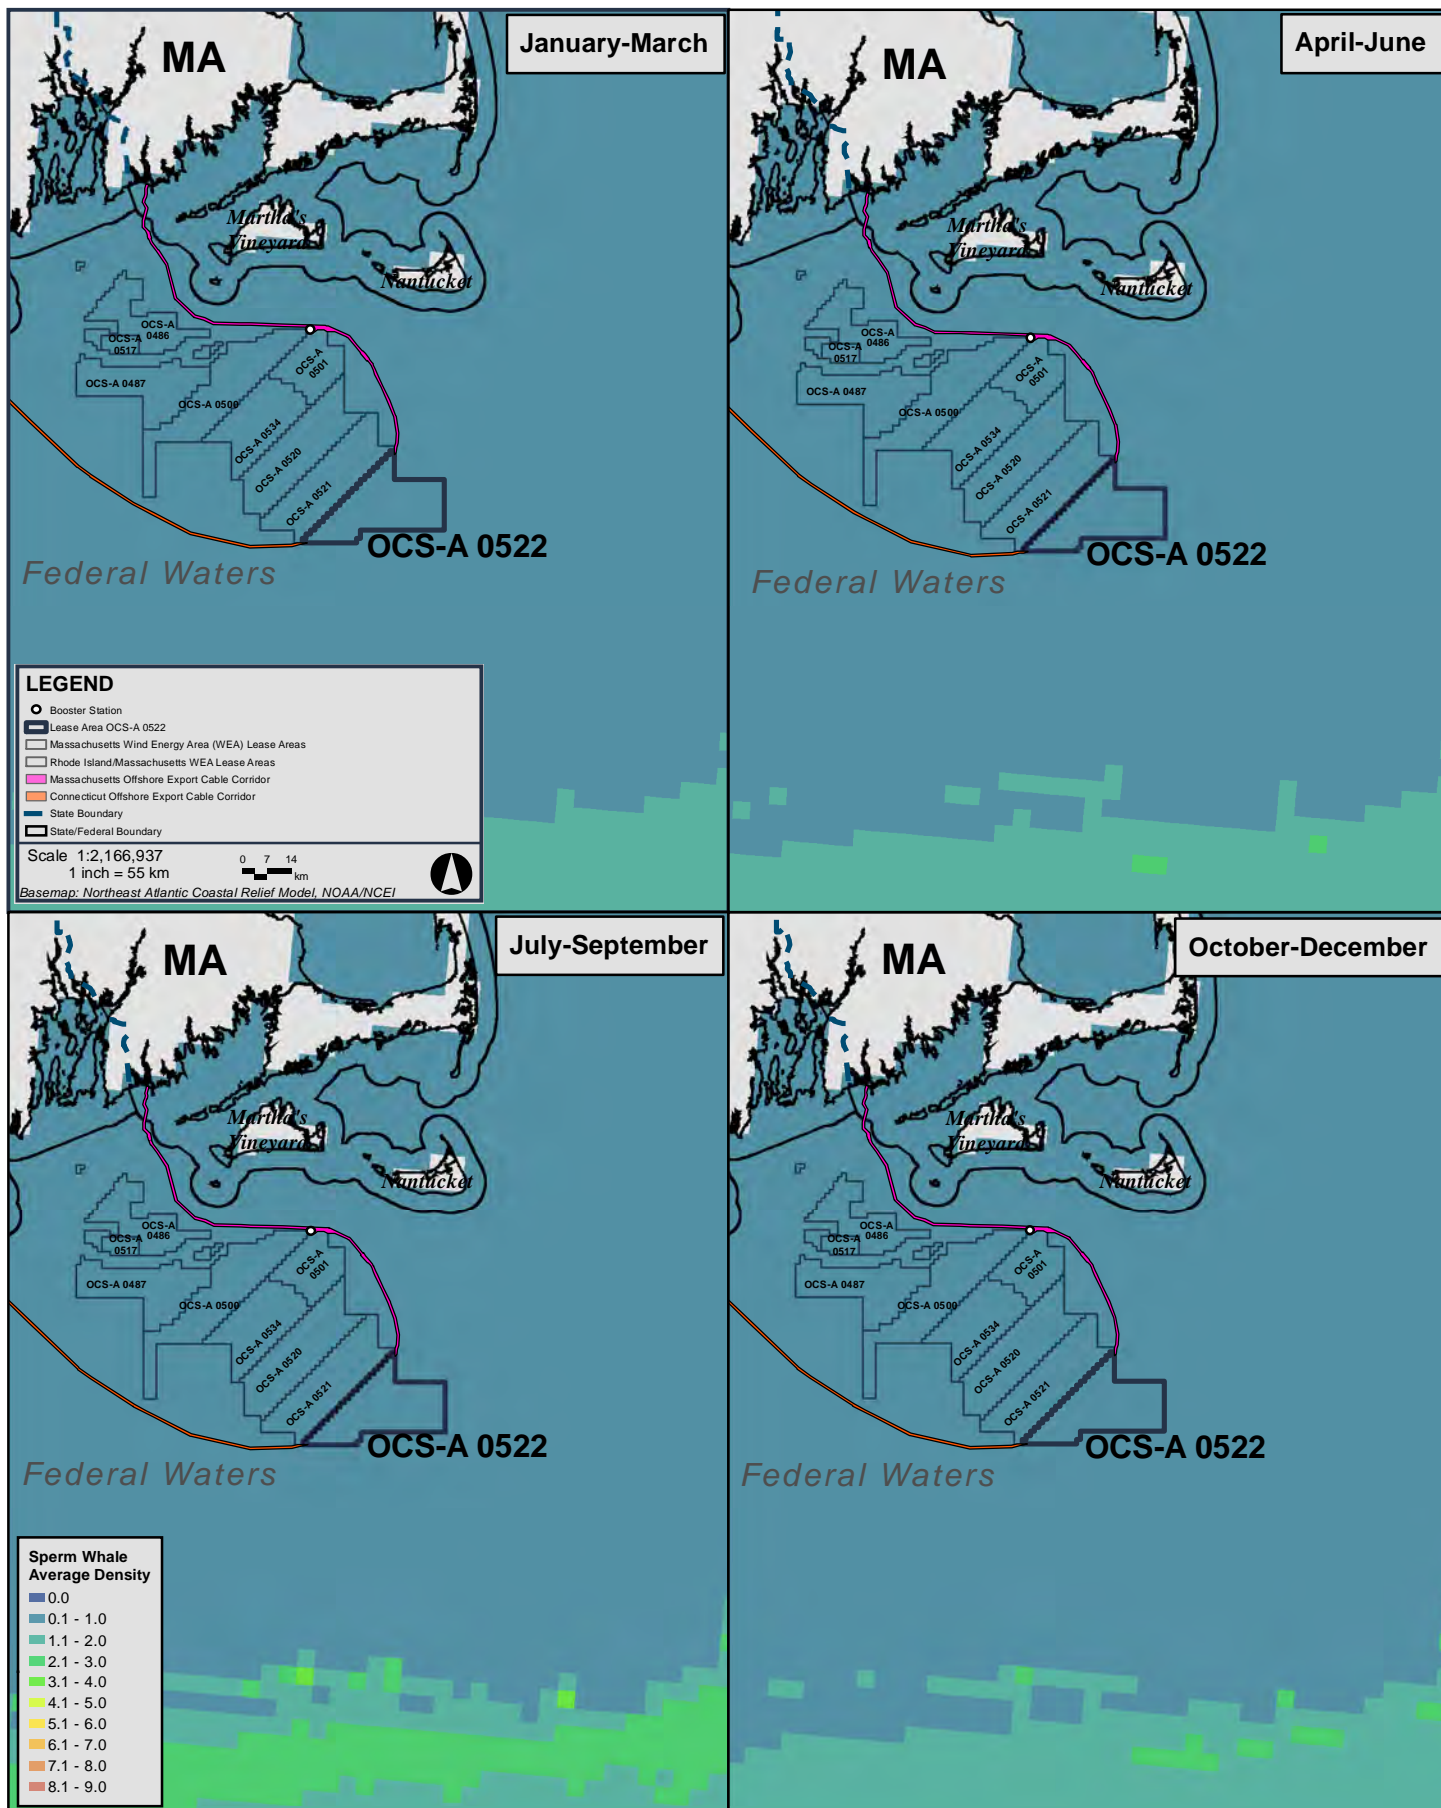 MA
January-March
Martha's
Vineyard
Nantucket
OCS-A
0486
OCS-A
0517
OCS-A 0487
OCS-A 0500
OCS-A
0501
OCS-A 0534
OCS-A 0520
OCS-A 0521
OCS-A 0522
Federal Waters
LEGEND
Booster Station
Lease Area OCS-A 0522
Massachusetts Wind Energy Area (WEA) Lease Areas
Rhode Island/Massachusetts WEA Lease Areas
Massachusetts Offshore Export Cable Corridor
Connecticut Offshore Export Cable Corridor
State Boundary
State/Federal Boundary
Scale 1:2,166,937
1 inch = 55 km
0 7 14
km
Basemap: Northeast Atlantic Coastal Relief Model, NOAA/NCEI
MA
April-June
Martha's
Vineyard
Nantucket
OCS-A
0486
OCS-A
0517
OCS-A 0487
OCS-A 0500
OCS-A
0501
OCS-A 0534
OCS-A 0520
OCS-A 0521
OCS-A 0522
Federal Waters
MA
July-September
Martha's
Vineyard
Nantucket
OCS-A
0486
OCS-A
0517
OCS-A 0487
OCS-A 0500
OCS-A
0501
OCS-A 0534
OCS-A 0520
OCS-A 0521
OCS-A 0522
Federal Waters
Sperm Whale
Average Density
0.0
0.1 - 1.0
1.1 - 2.0
2.1 - 3.0
3.1 - 4.0
4.1 - 5.0
5.1 - 6.0
6.1 - 7.0
7.1 - 8.0
8.1 - 9.0
MA
October-December
Martha's
Vineyard
Nantucket
OCS-A
0486
OCS-A
0517
OCS-A 0487
OCS-A 0500
OCS-A
0501
OCS-A 0534
OCS-A 0520
OCS-A 0521
OCS-A 0522
Federal Waters